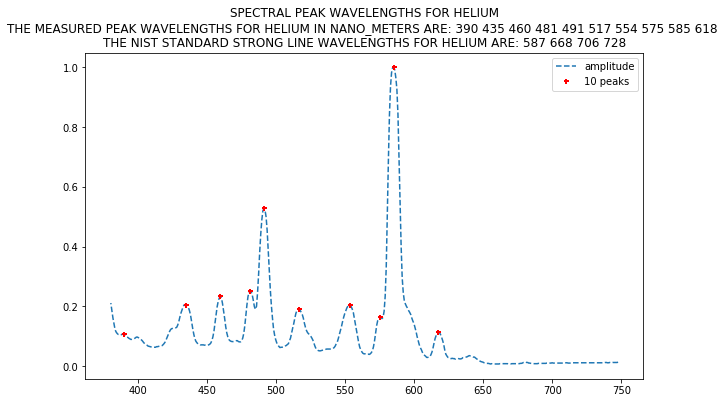 SPECTRAL PEAK WAVELENGTHS FOR HELIUM
THE MEASURED PEAK WAVELENGTHS FOR HELIUM IN NANO_METERS ARE: 390 435 460 481 491 517 554 575 585 618
THE NIST STANDARD STRONG LINE WAVELENGTHS FOR HELIUM ARE: 587 668 706 728
amplitude
10 peaks
1.0
0.8
0.6
0.4
0.2
0.0
400 450 500 550 600 650 700 750